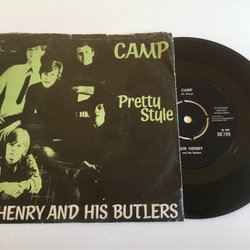 CAMP
Pretty
Style
HENRY AND HIS BUTLERS
CAMP
SIR HENRY
and His Butlers